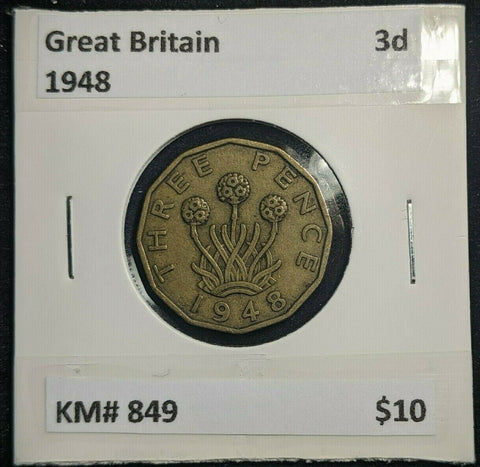 Great Britain 3d
1948
THREE PENCE
1948
KM# 849 $10